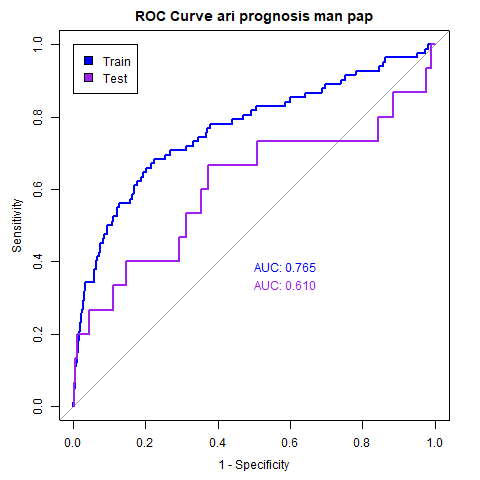 ROC Curve ari prognosis man pap
Train
Test
AUC: 0.765
AUC: 0.610
Sensitivity
0.0
0.2
0.4
0.6
0.8
1.0
0.0 0.2 0.4 0.6 0.8 1.0
1 - Specificity